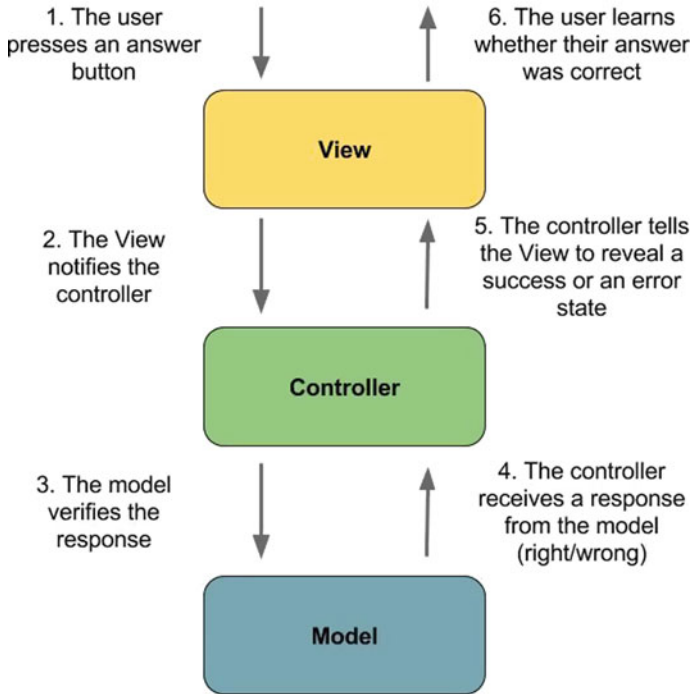 1. The user
presses an answer
button
6. The user learns
whether their answer
was correct
View
2. The View
notifies the
controller
5. The controller tells
the View to reveal a
success or an error
state
Controller
3. The model
verifies the
response
4. The controller
receives a response
from the model
(right/wrong)
Model